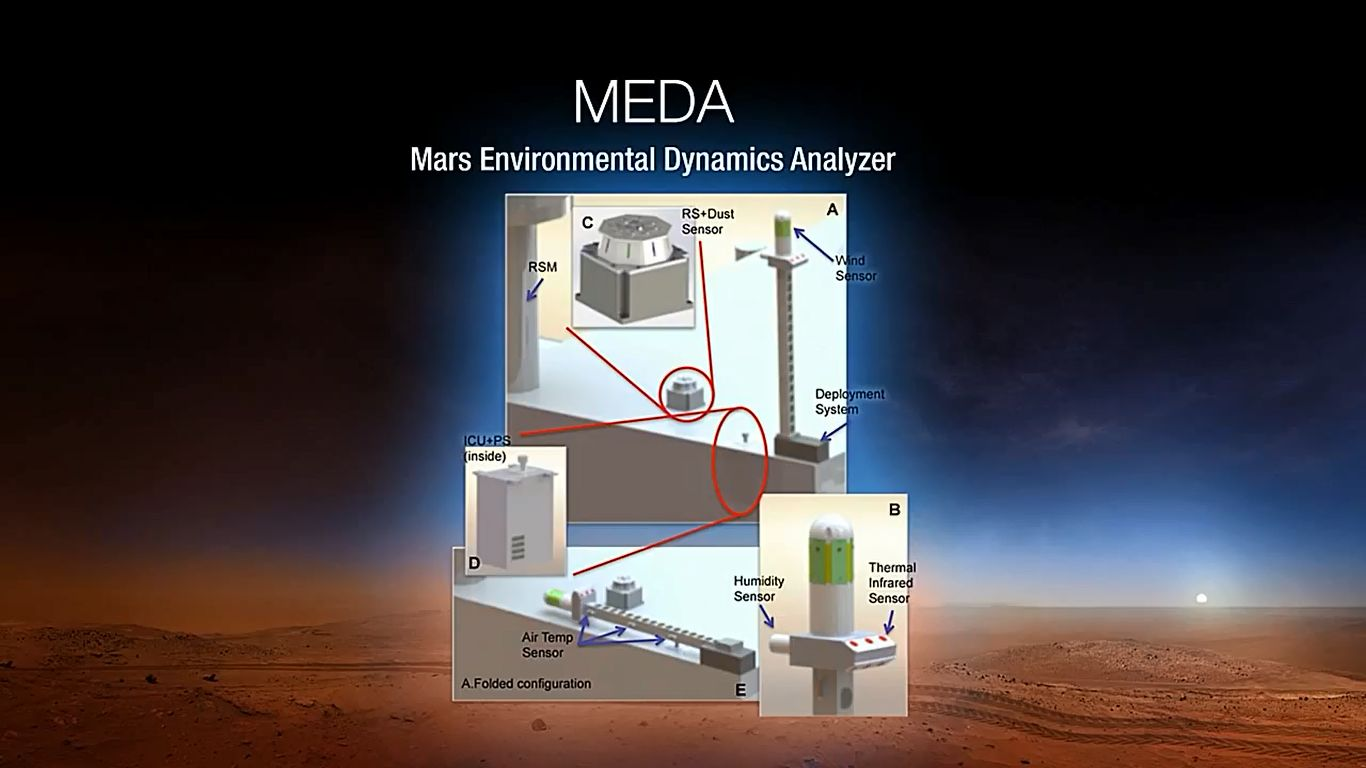 MEDA
Mars Environmental Dynamics Analyzer
A
C
RS+Dust
Sensor
RSM
Wind
Sensor
Deployment
System
ICU+PS
(inside)
D
B
Humidity
Sensor
Thermal
Infrared
Sensor
Air Temp
Sensor
A.Folded configuration
E